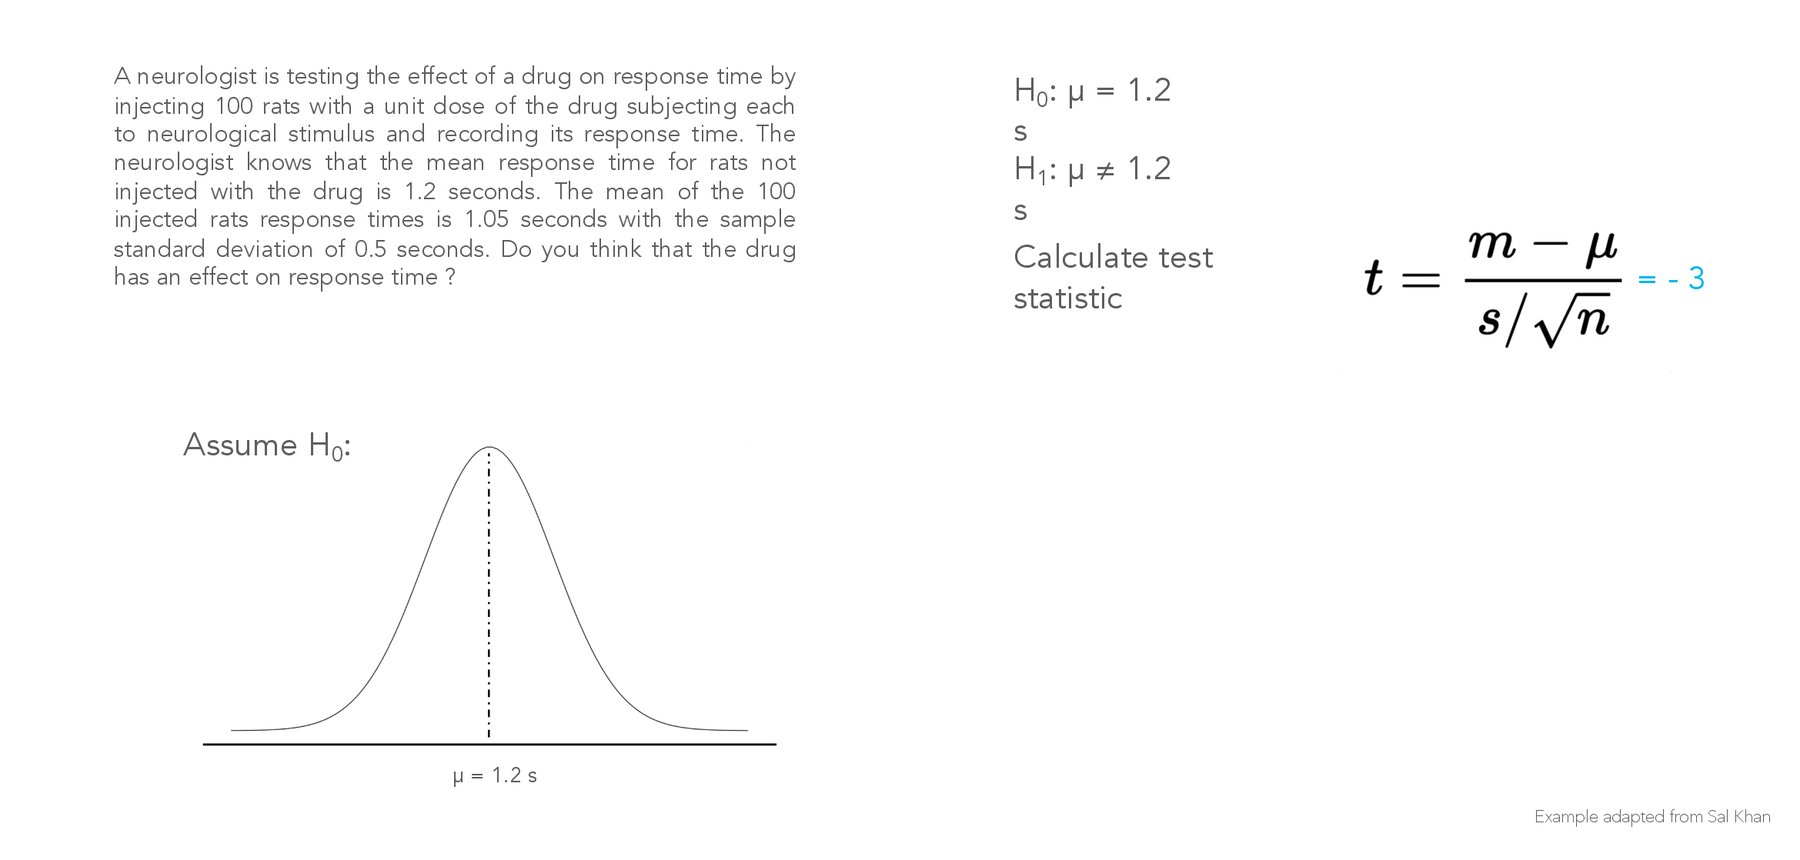 A neurologist is testing the effect of a drug on response time by
injecting 100 rats with a unit dose of the drug subjecting each
to neurological stimulus and recording its response time. The
neurologist knows that the mean response time for rats not
injected with the drug is 1.2 seconds. The mean of the 100
injected rats response times is 1.05 seconds with the sample
standard deviation of 0.5 seconds. Do you think that the drug
has an effect on response time ?
H₀: μ = 1.2
s
H₁: μ ≠ 1.2
s
Calculate test
statistic
t = (m − μ) / (s/√n) = - 3
Assume H₀:
μ = 1.2 s
Example adapted from Sal Khan